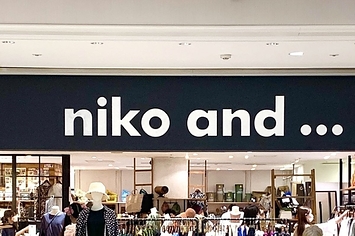 niko and ...